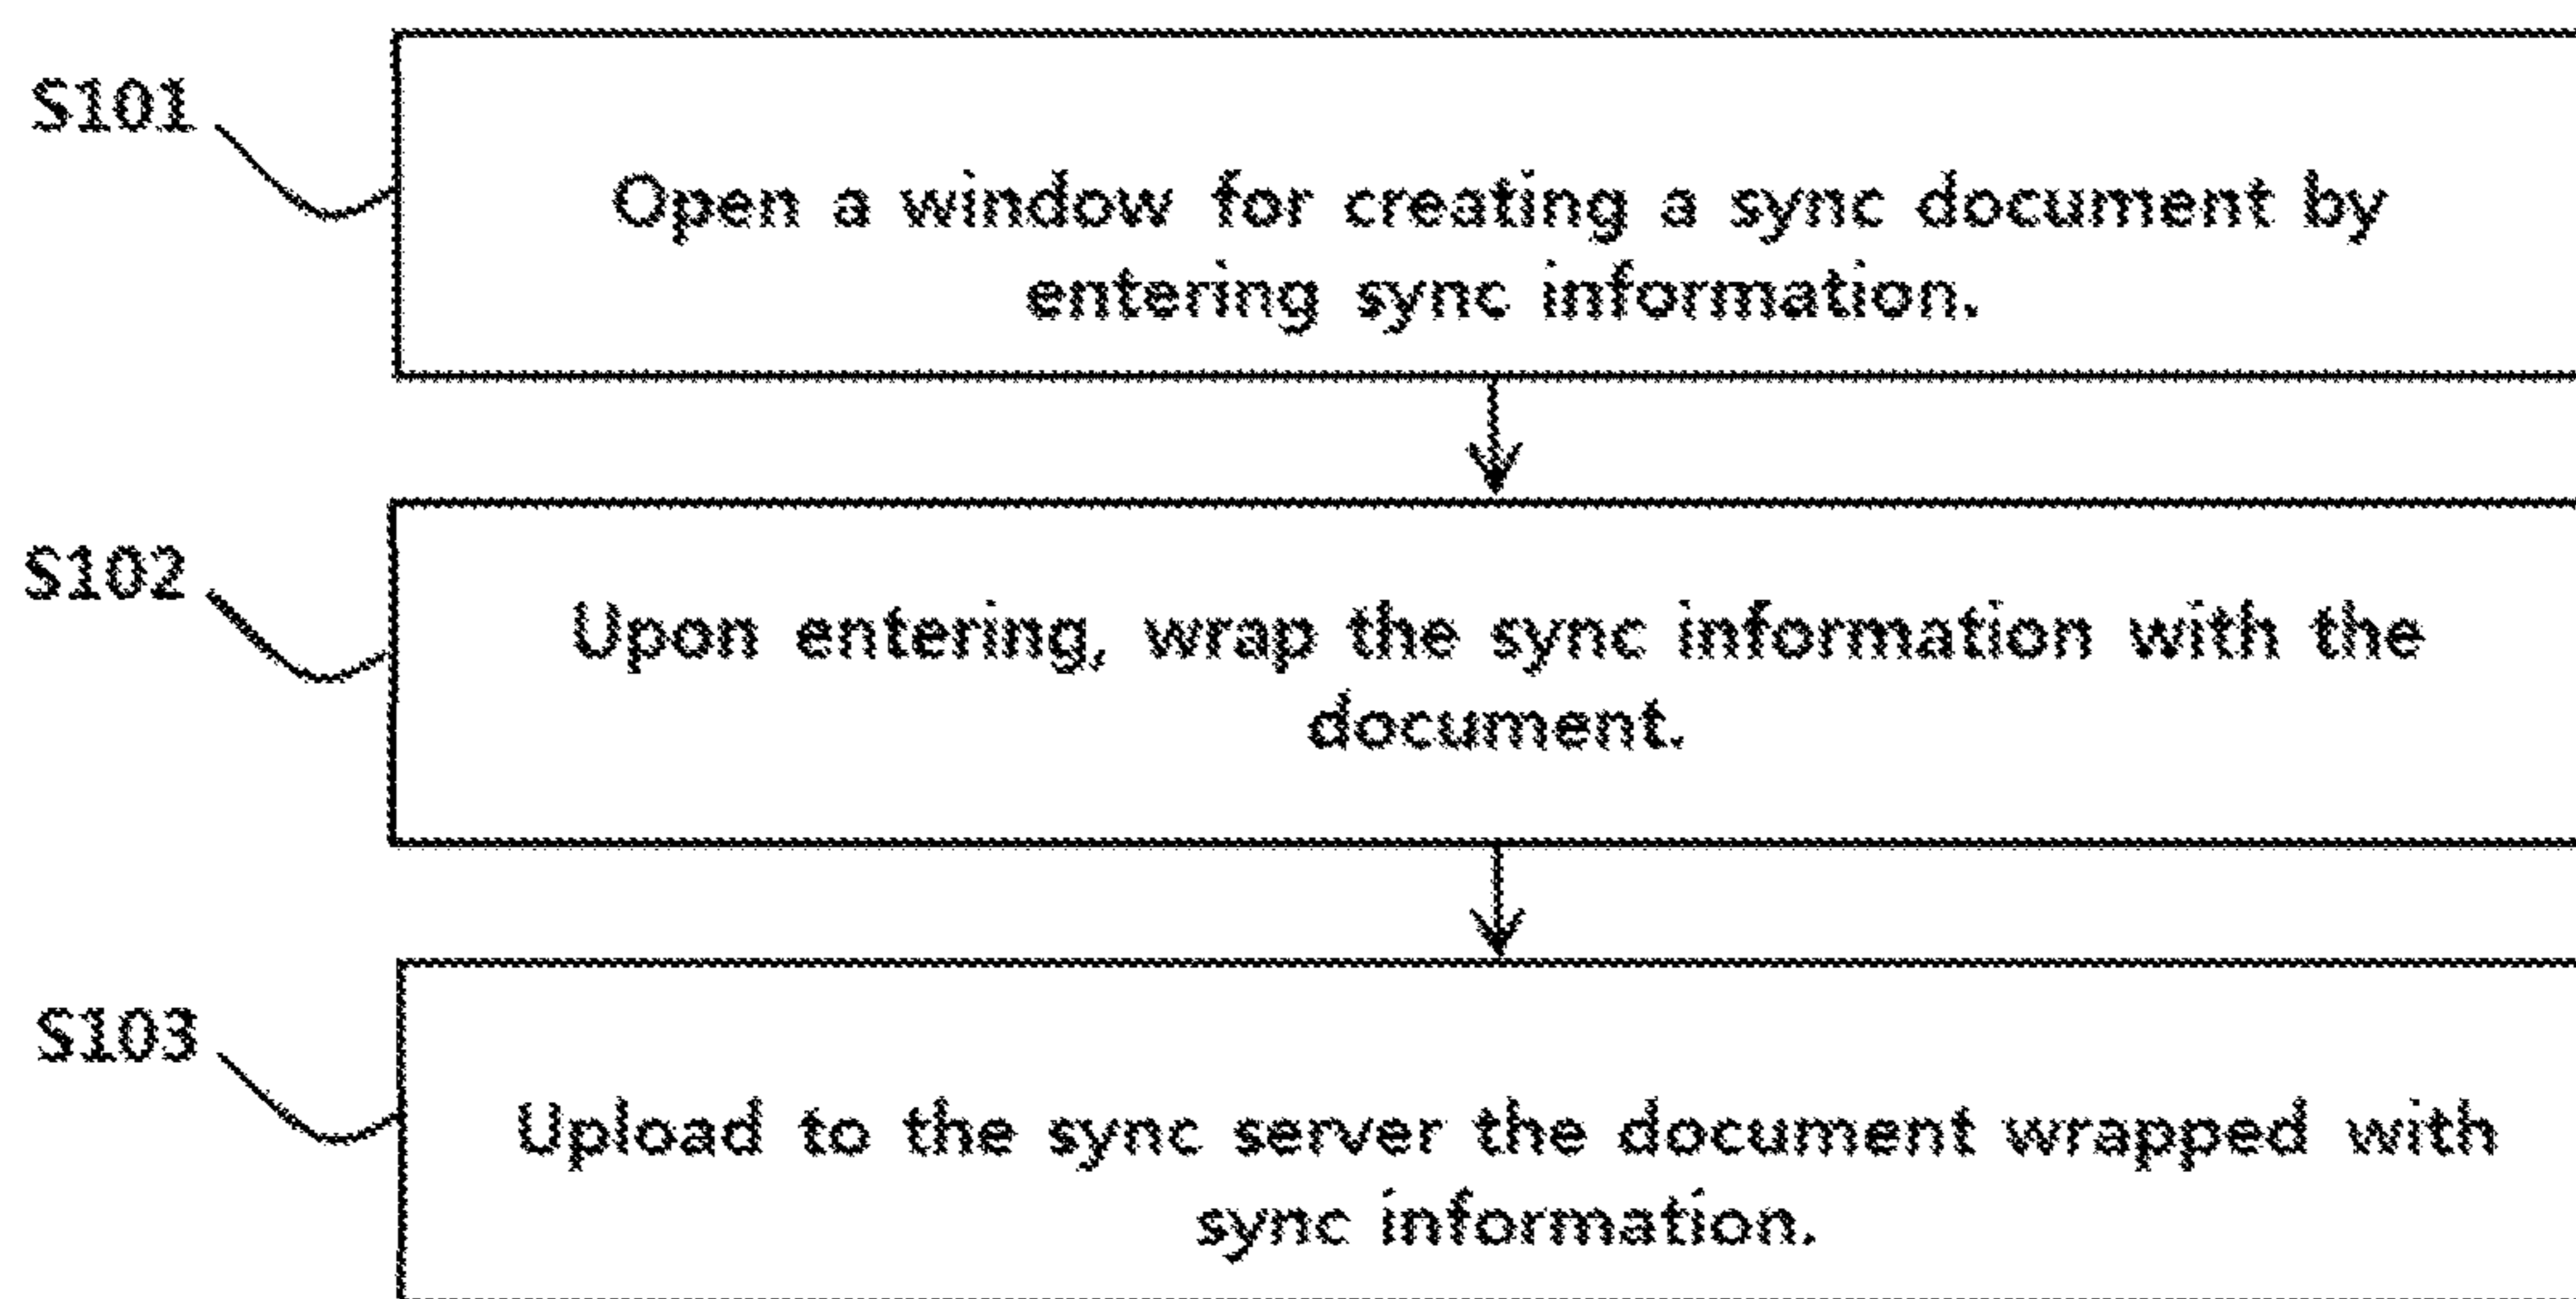 S101
Open a window for creating a sync document by
entering sync information.
S102
Upon entering, wrap the sync information with the
document.
S103
Upload to the sync server the document wrapped with
sync information.